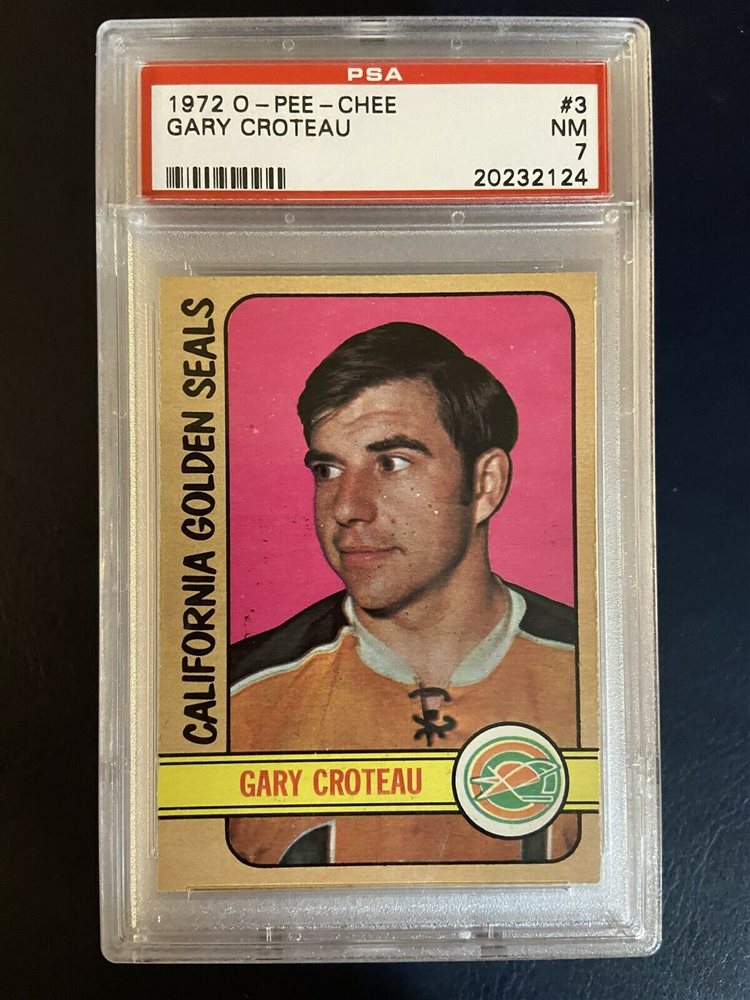 PSA
1972 O-PEE-CHEE #3
GARY CROTEAU NM
7
20232124
CALIFORNIA GOLDEN SEALS
GARY CROTEAU